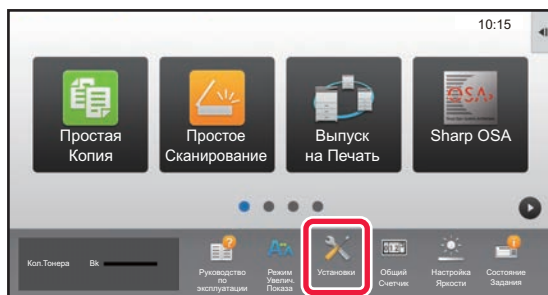 10:15
Простая
Копия
Простое
Сканирование
Выпуск
на Печать
OSA
Sharp OSA
Кол.Тонера Bk
Руководство
по
эксплуатации
Режим
Увелич.
Показа
Установки
Общий
Счетчик
Настройка
Яркости
Состояние
Задания